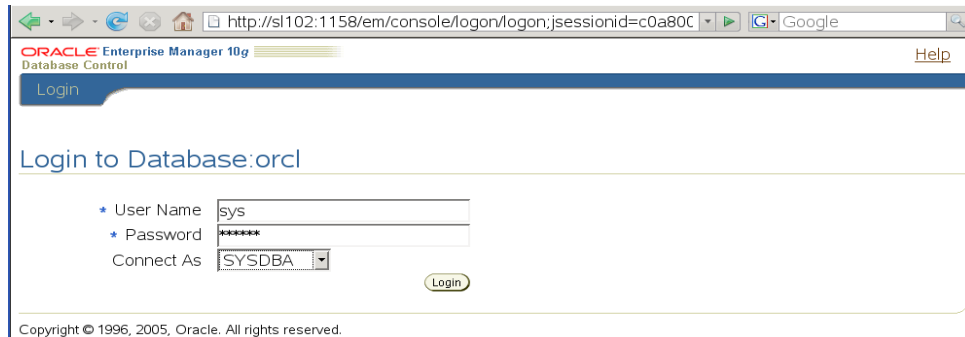 http://sl102:1158/em/console/logon/logon;jsessionid=c0a800 G Google
ORACLE Enterprise Manager 10g
Database Control
Help
Login
Login to Database:orcl
* User Name sys
* Password ******
Connect As SYSDBA
Login
Copyright © 1996, 2005, Oracle. All rights reserved.